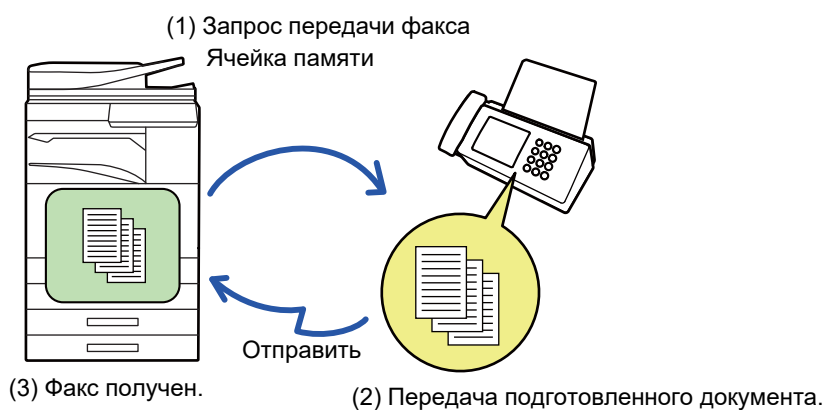 (1) Запрос передачи факса
Ячейка памяти
Отправить
(3) Факс получен.
(2) Передача подготовленного документа.